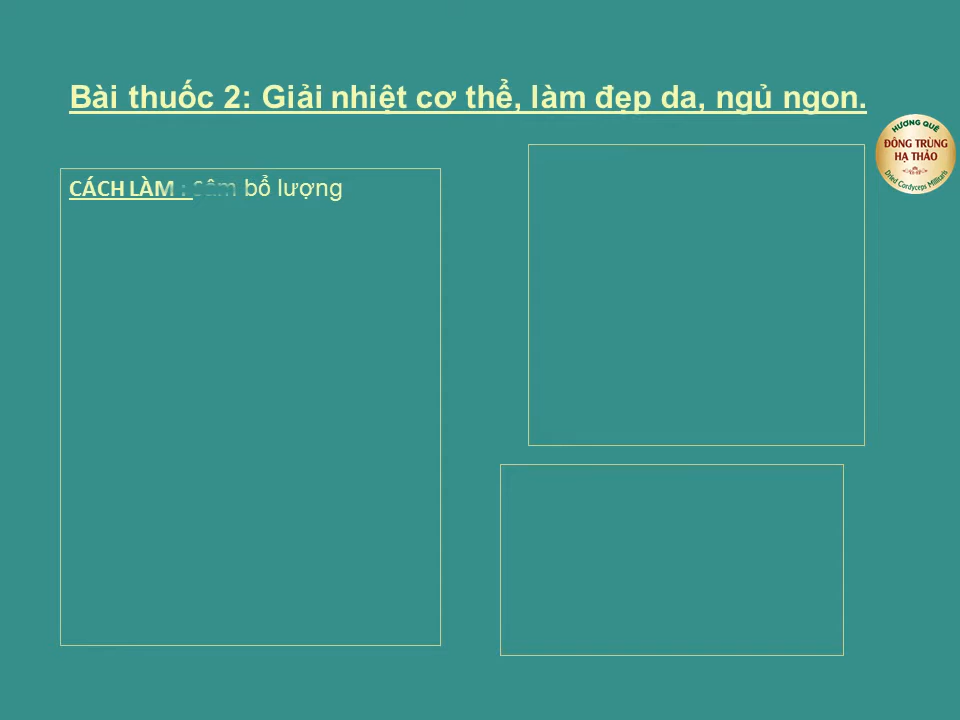 Bài thuốc 2: Giải nhiệt cơ thể, làm đẹp da, ngủ ngon.
HƯƠNG QUÊ
ĐÔNG TRÙNG
HẠ THẢO
Dried Cordyceps Militaris
CÁCH LÀM : Sâm bổ lượng